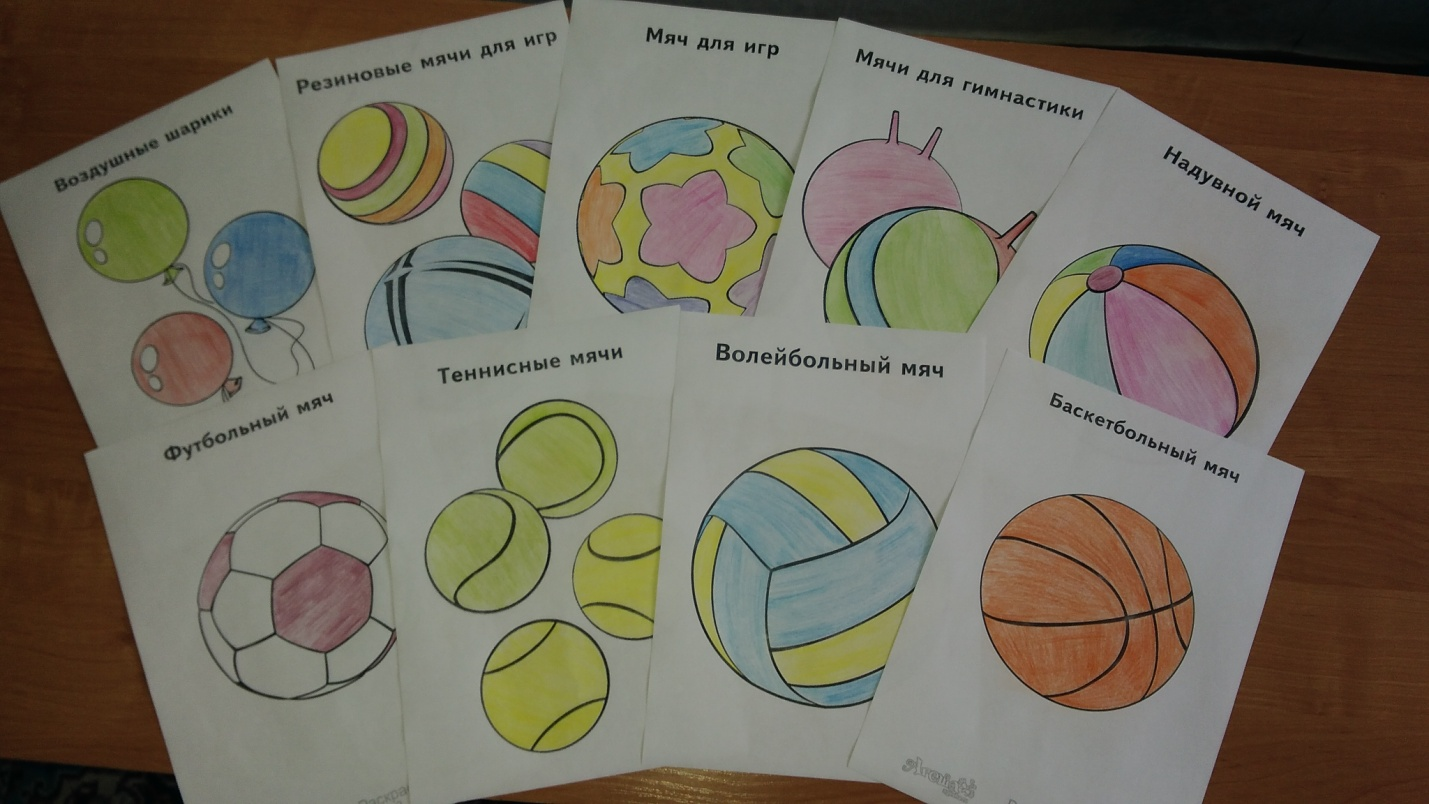 Воздушные шарики
Резиновые мячи для игр
Мяч для игр
Мячи для гимнастики
Надувной мяч
Футбольный мяч
Теннисные мячи
Волейбольный мяч
Баскетбольный мяч